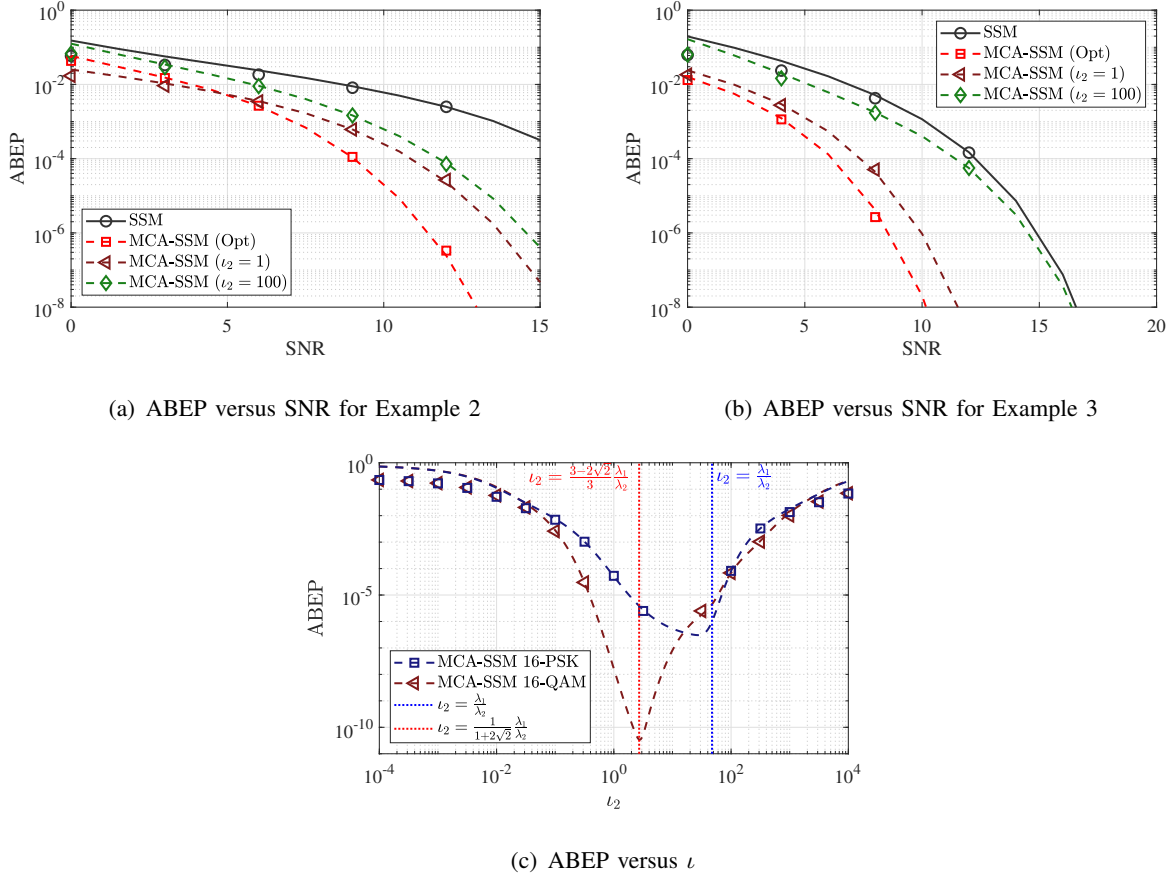 10^0
10^-2
10^-4
10^-6
10^-8
ABEP
0 5 10 15
SNR
SSM
MCA-SSM (Opt)
MCA-SSM (ι₂ = 1)
MCA-SSM (ι₂ = 100)
(a) ABEP versus SNR for Example 2
10^0
10^-2
10^-4
10^-6
10^-8
ABEP
0 5 10 15 20
SNR
SSM
MCA-SSM (Opt)
MCA-SSM (ι₂ = 1)
MCA-SSM (ι₂ = 100)
(b) ABEP versus SNR for Example 3
10^0
10^-5
10^-10
ABEP
ι₂ = \frac{3-2√2}{3} \frac{λ₁}{λ₂}
ι₂ = \frac{λ₁}{λ₂}
MCA-SSM 16-PSK
MCA-SSM 16-QAM
ι₂ = \frac{λ₁}{λ₂}
ι₂ = \frac{1}{1+2√2} \frac{λ₁}{λ₂}
10^-4 10^-2 10^0 10^2 10^4
ι₂
(c) ABEP versus ι